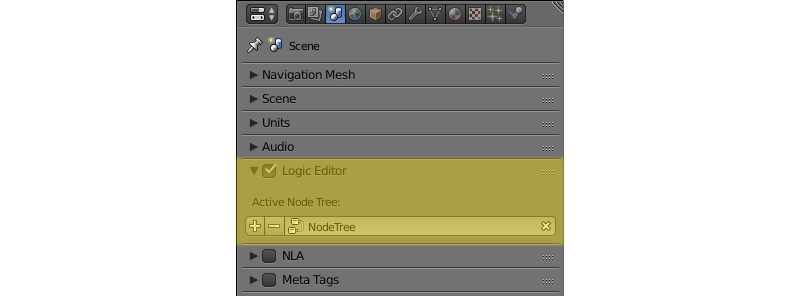 Scene
Navigation Mesh
Scene
Units
Audio
Logic Editor
Active Node Tree:
NodeTree
NLA
Meta Tags